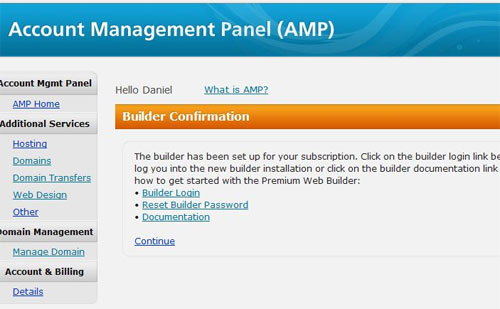 Account Management Panel (AMP)
Account Mgmt Panel
AMP Home
Additional Services
Hosting
Domains
Domain Transfers
Web Design
Other
Domain Management
Manage Domain
Account & Billing
Details
Hello Daniel What is AMP?
Builder Confirmation
The builder has been set up for your subscription. Click on the builder login link be
log you into the new builder installation or click on the builder documentation link
how to get started with the Premium Web Builder:
• Builder Login
• Reset Builder Password
• Documentation
Continue